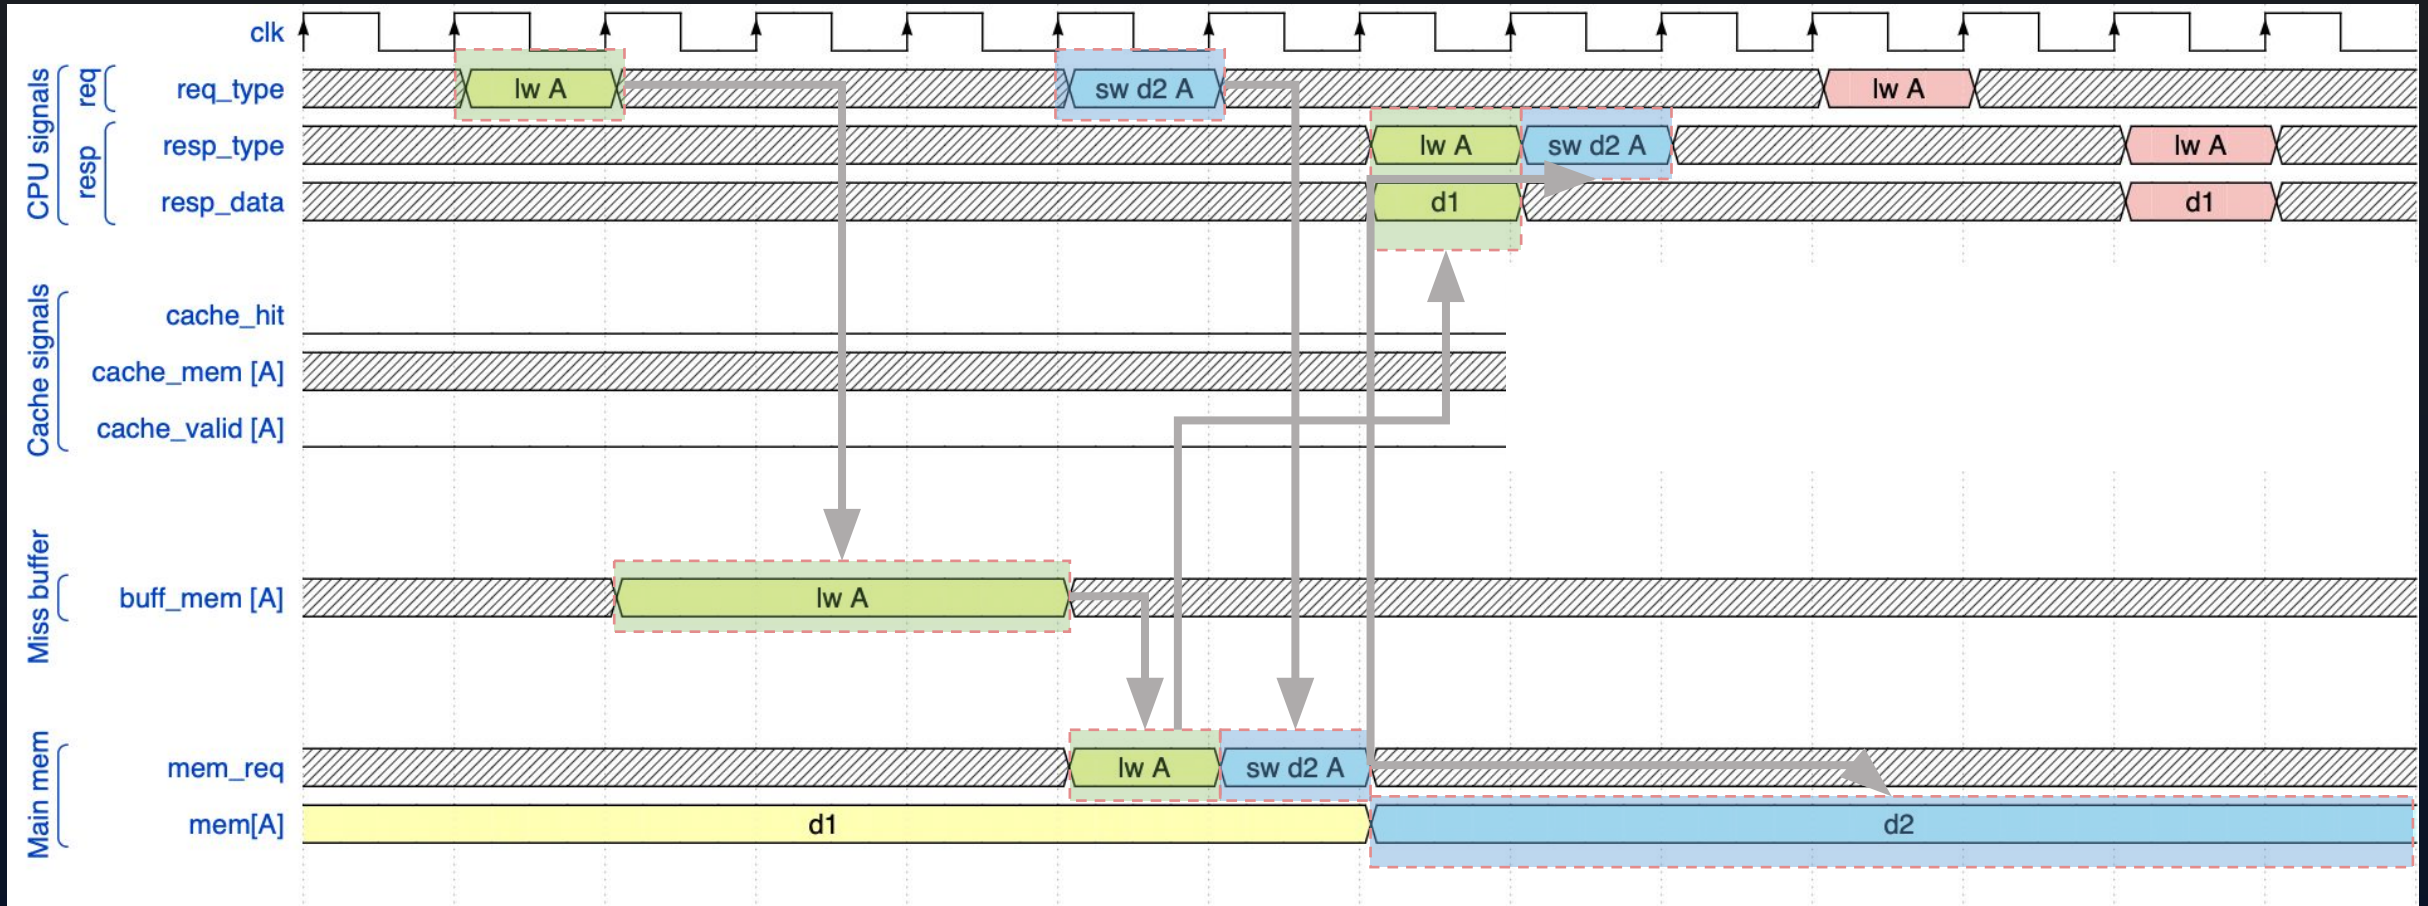 clk
CPU signals
req
req_type lw A sw d2 A lw A
resp
resp_type lw A sw d2 A lw A
resp_data d1 d1
Cache signals
cache_hit
cache_mem [A]
cache_valid [A]
Miss buffer
buff_mem [A] lw A
Main mem
mem_req lw A sw d2 A
mem[A] d1 d2